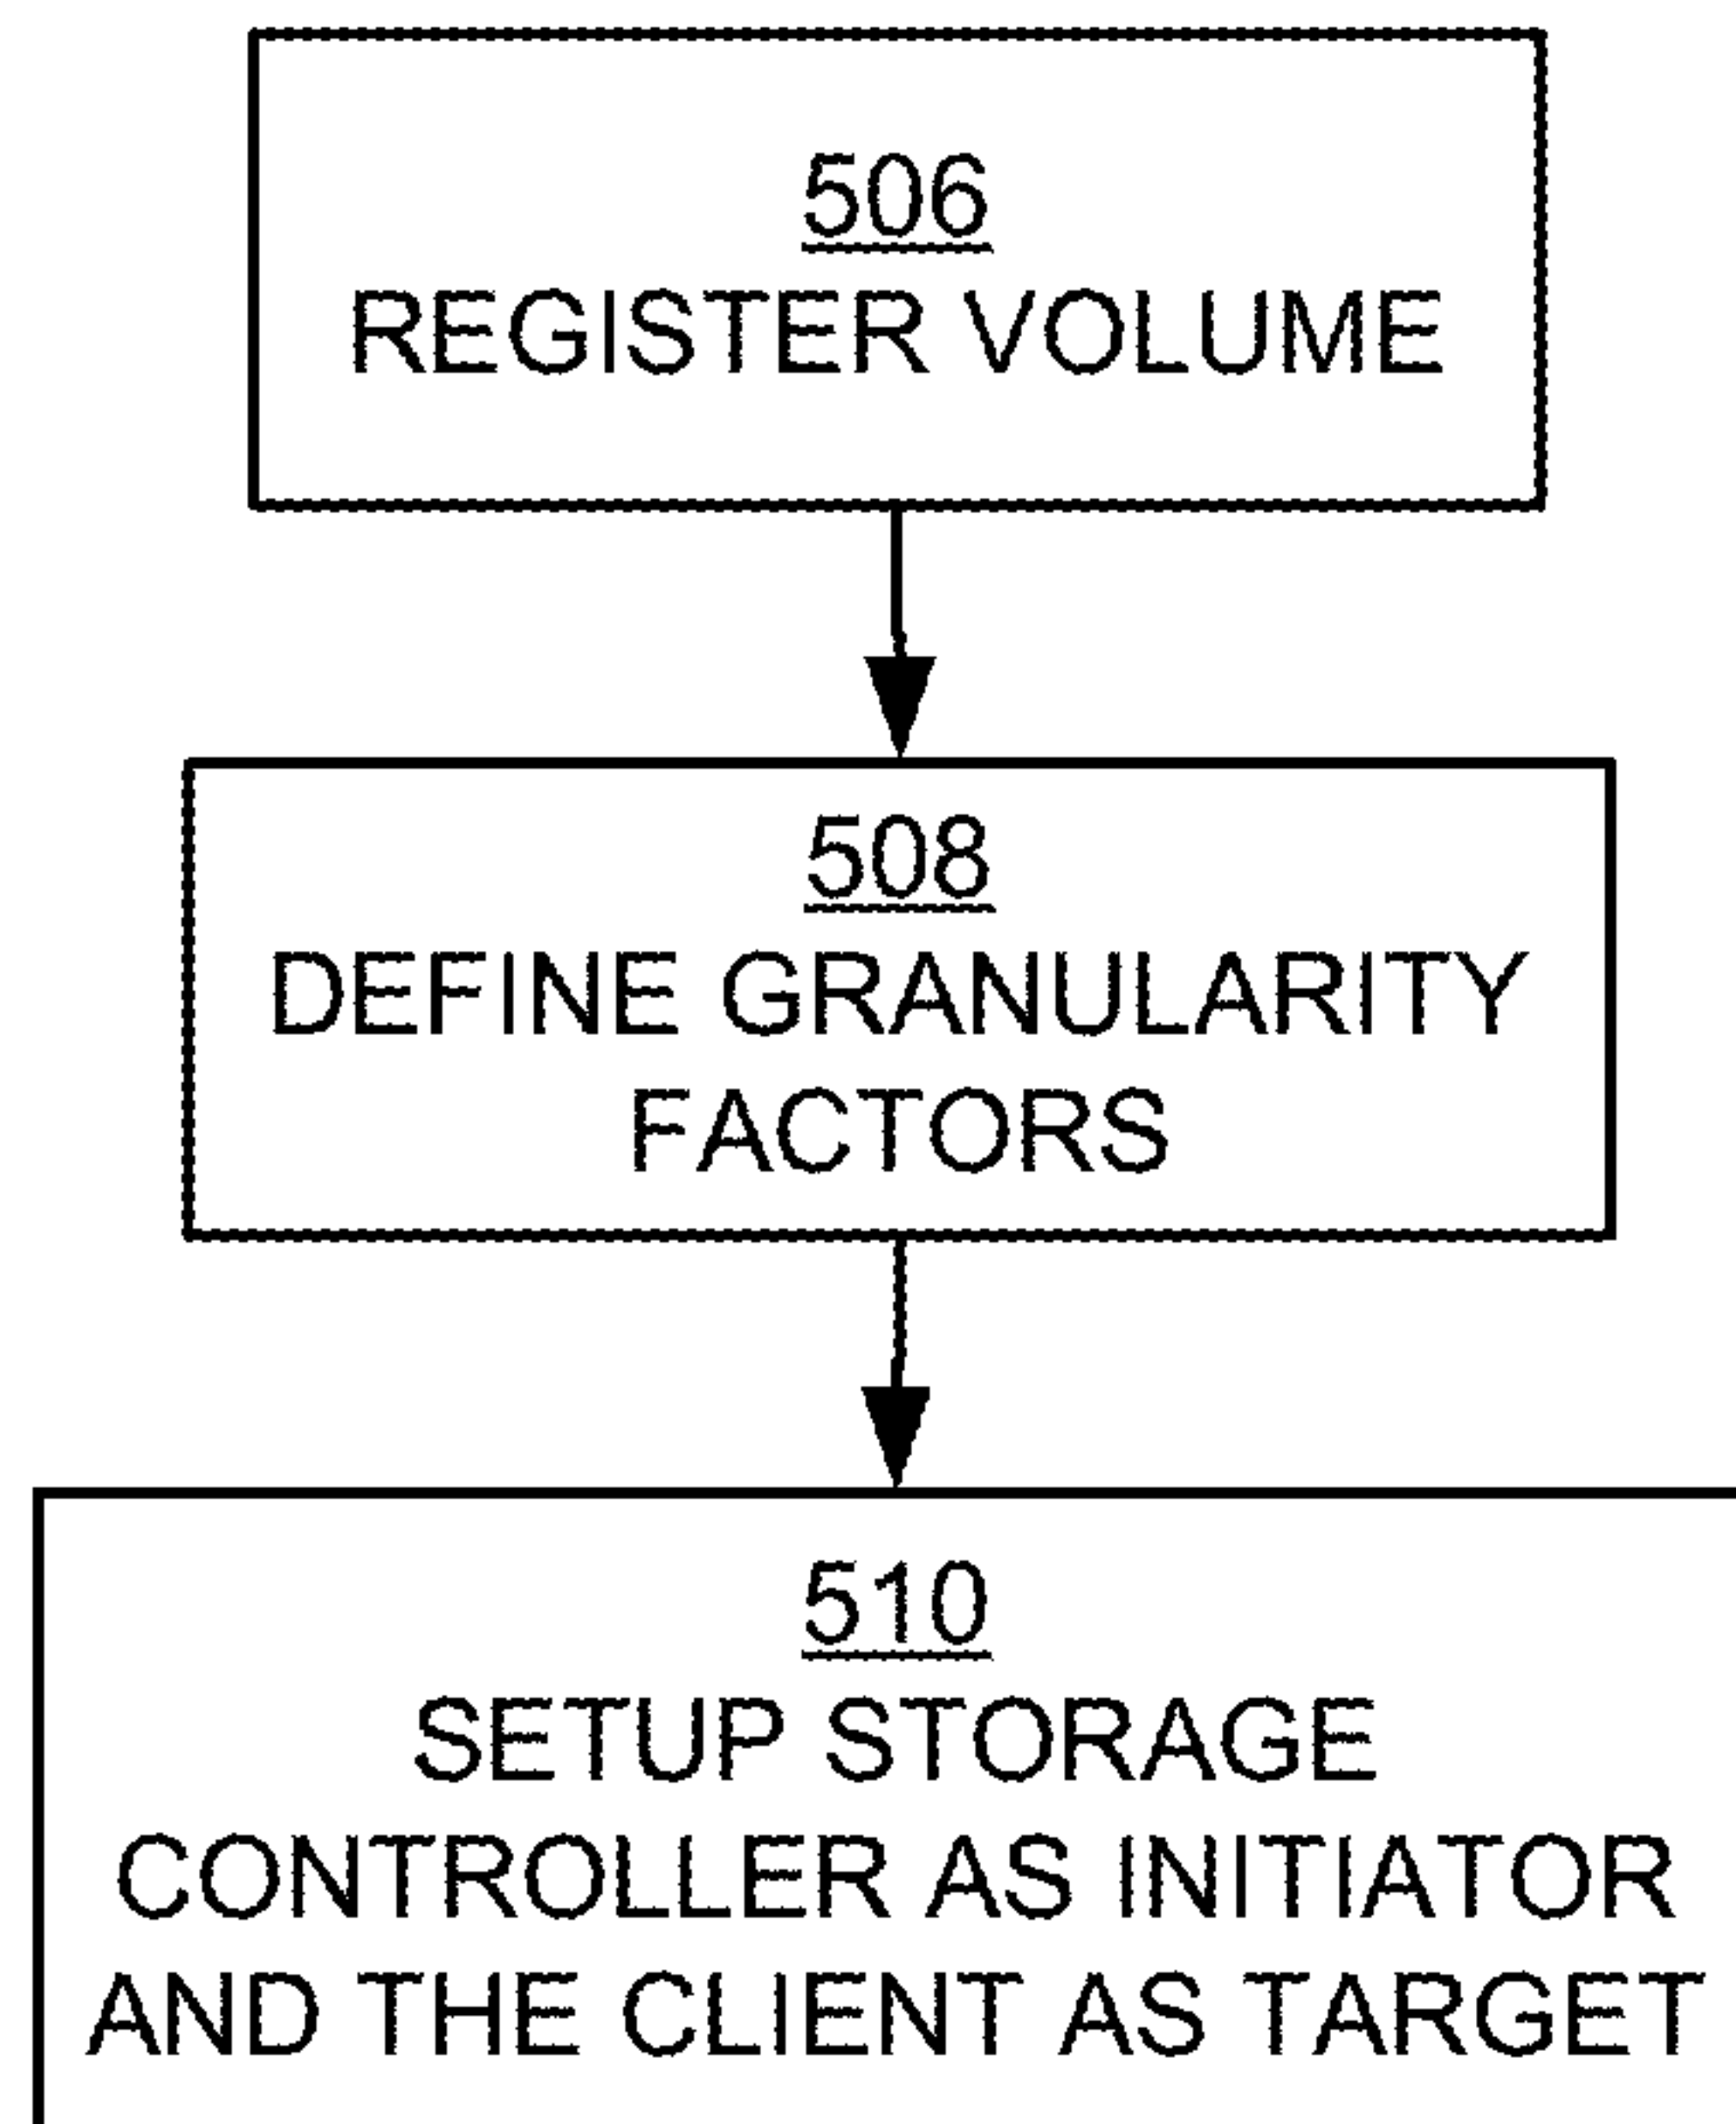 506
REGISTER VOLUME
508
DEFINE GRANULARITY
FACTORS
510
SETUP STORAGE
CONTROLLER AS INITIATOR
AND THE CLIENT AS TARGET